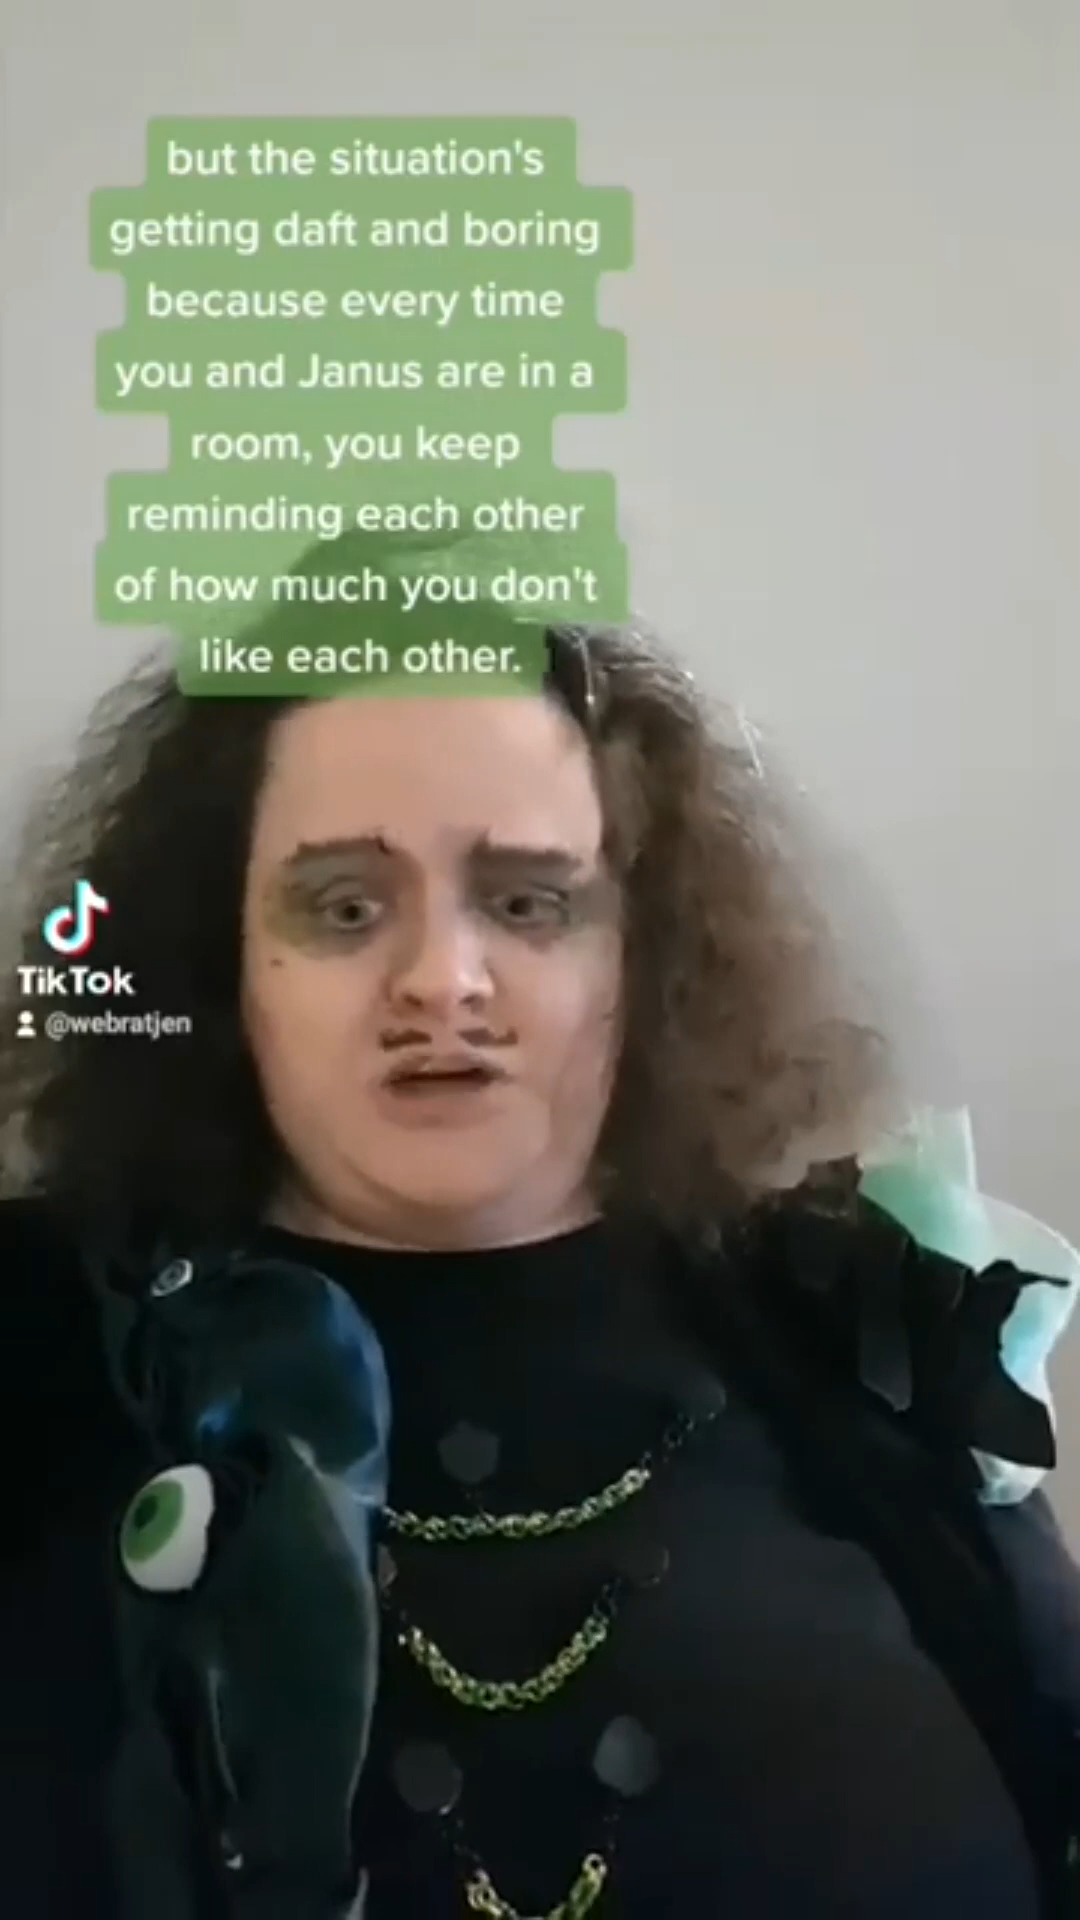 but the situation's
getting daft and boring
because every time
you and Janus are in a
room, you keep
reminding each other
of how much you don't
like each other.
TikTok
@webratjen